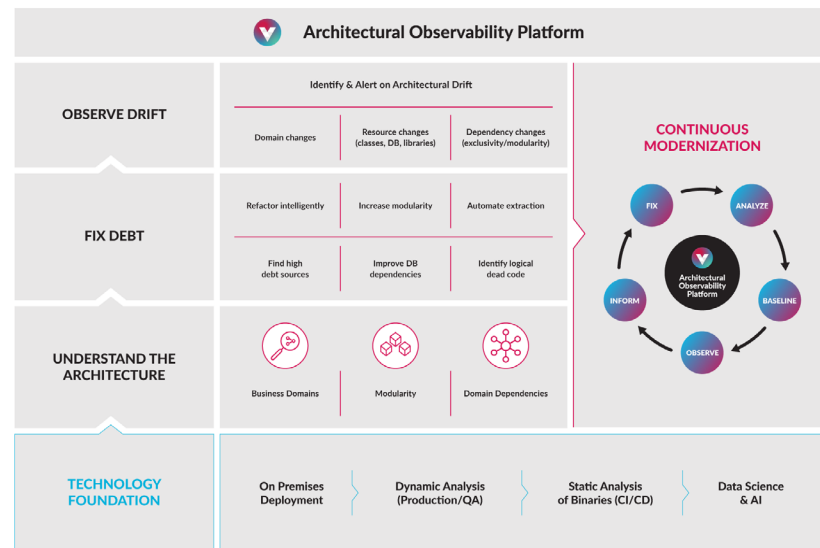 Architectural Observability Platform
OBSERVE DRIFT
Identify & Alert on Architectural Drift
Domain changes
Resource changes
(classes, DB, libraries)
Dependency changes
(exclusivity/modularity)
FIX DEBT
Refactor intelligently
Increase modularity
Automate extraction
Find high
debt sources
Improve DB
dependencies
Identify logical
dead code
UNDERSTAND THE
ARCHITECTURE
Business Domains
Modularity
Domain Dependencies
CONTINUOUS
MODERNIZATION
FIX
ANALYZE
BASELINE
OBSERVE
INFORM
Architectural
Observability
Platform
TECHNOLOGY
FOUNDATION
On Premises
Deployment
Dynamic Analysis
(Production/QA)
Static Analysis
of Binaries (CI/CD)
Data Science
& AI